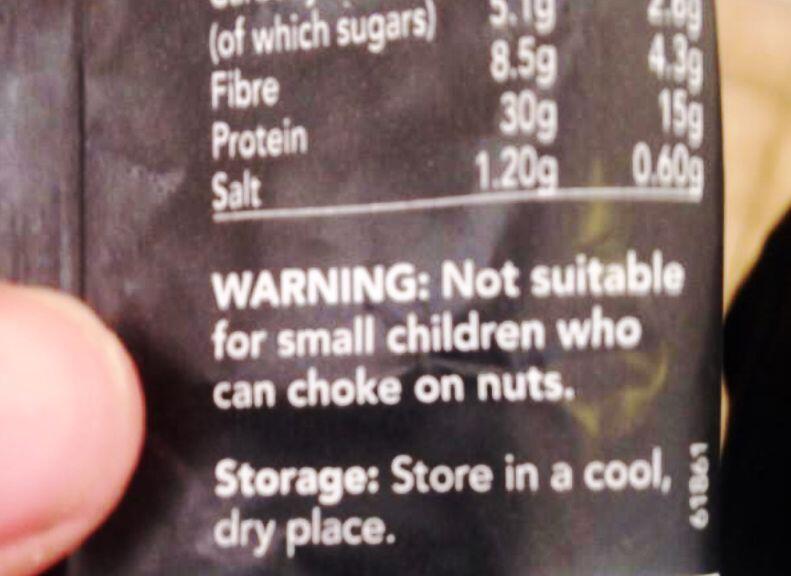 (of which sugars) 5.1g 2.6g
Fibre 8.5g 4.3g
Protein 30g 15g
Salt 1.20g 0.60g
WARNING: Not suitable
for small children who
can choke on nuts.
Storage: Store in a cool,
dry place.